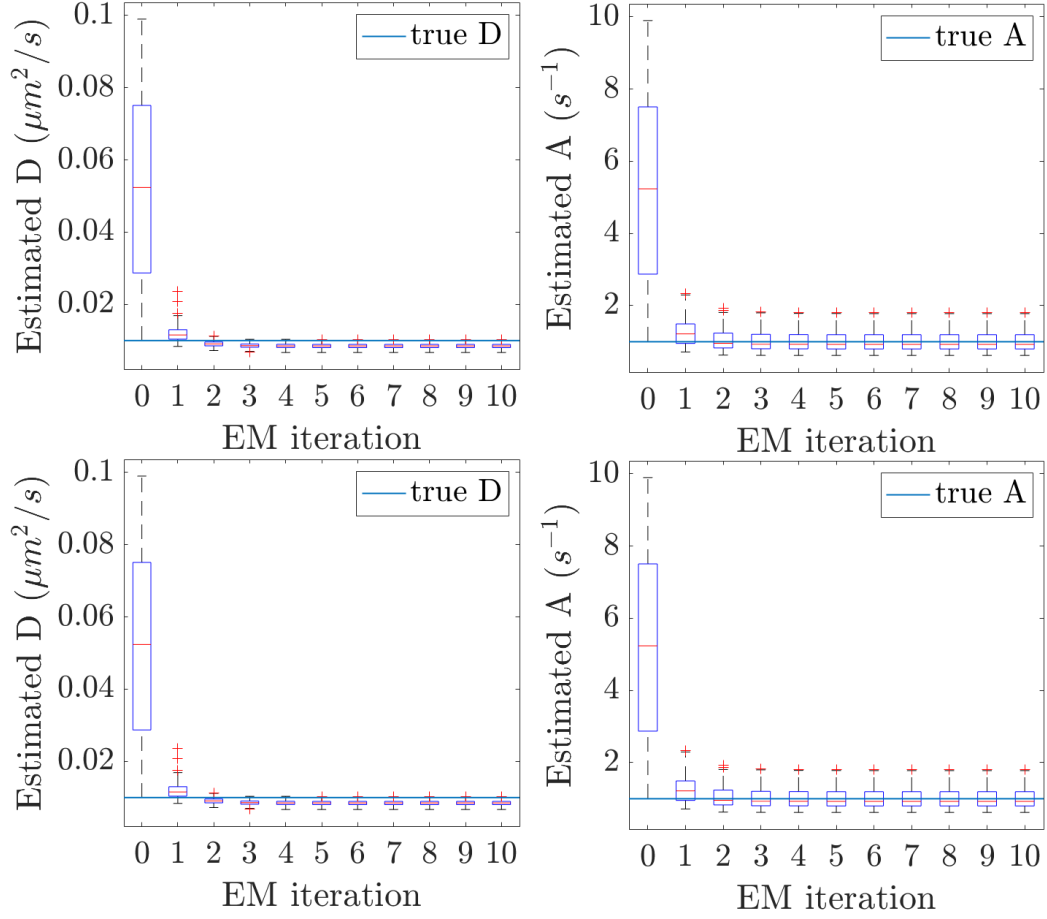 Estimated D (μm²/s)
0.1
0.08
0.06
0.04
0.02
true D
0 1 2 3 4 5 6 7 8 9 10
EM iteration
Estimated A (s⁻¹)
10
8
6
4
2
true A
0 1 2 3 4 5 6 7 8 9 10
EM iteration
Estimated D (μm²/s)
0.1
0.08
0.06
0.04
0.02
true D
0 1 2 3 4 5 6 7 8 9 10
EM iteration
Estimated A (s⁻¹)
10
8
6
4
2
true A
0 1 2 3 4 5 6 7 8 9 10
EM iteration